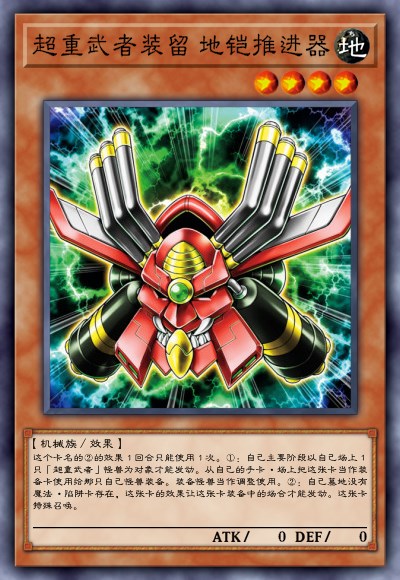 超重武者装留 地铠推进器
地
【机械族/效果】
这个卡名的②的效果1回合只能使用1次。①：自己主要阶段以自己场上1
只「超重武者」怪兽为对象才能发动。从自己的手卡·场上把这张卡当作装
备卡使用给那只自己怪兽装备。装备怪兽当作调整使用。②：自己墓地没有
魔法·陷阱卡存在，这张卡的效果让这张卡装备中的场合才能发动。这张卡
特殊召唤。
ATK/ 0 DEF/ 0